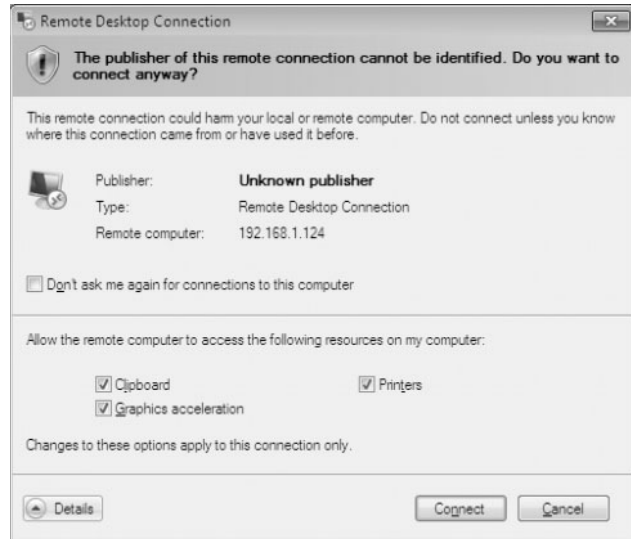 Remote Desktop Connection
The publisher of this remote connection cannot be identified. Do you want to
connect anyway?
This remote connection could harm your local or remote computer. Do not connect unless you know
where this connection came from or have used it before.
Publisher: Unknown publisher
Type: Remote Desktop Connection
Remote computer: 192.168.1.124
Don't ask me again for connections to this computer
Allow the remote computer to access the following resources on my computer:
Clipboard Printers
Graphics acceleration
Changes to these options apply to this connection only.
Details Connect Cancel